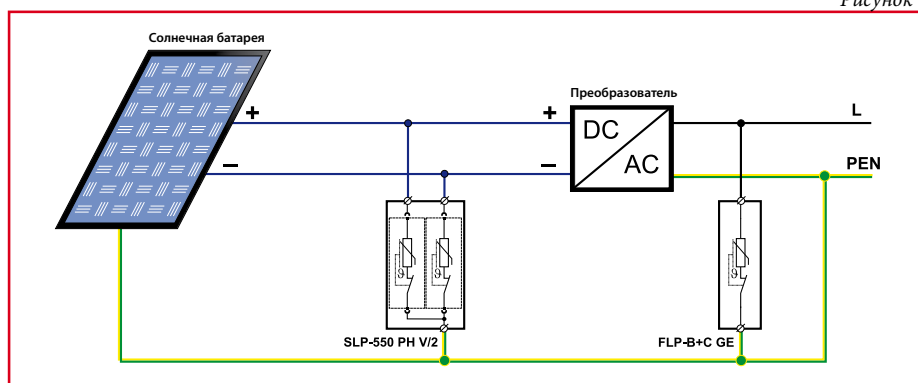 Рисунок
Солнечная батарея
Преобразователь
+
+
L
DC
AC
–
–
PEN
ϑ
ϑ
ϑ
SLP-550 PH V/2
FLP-B+C GE